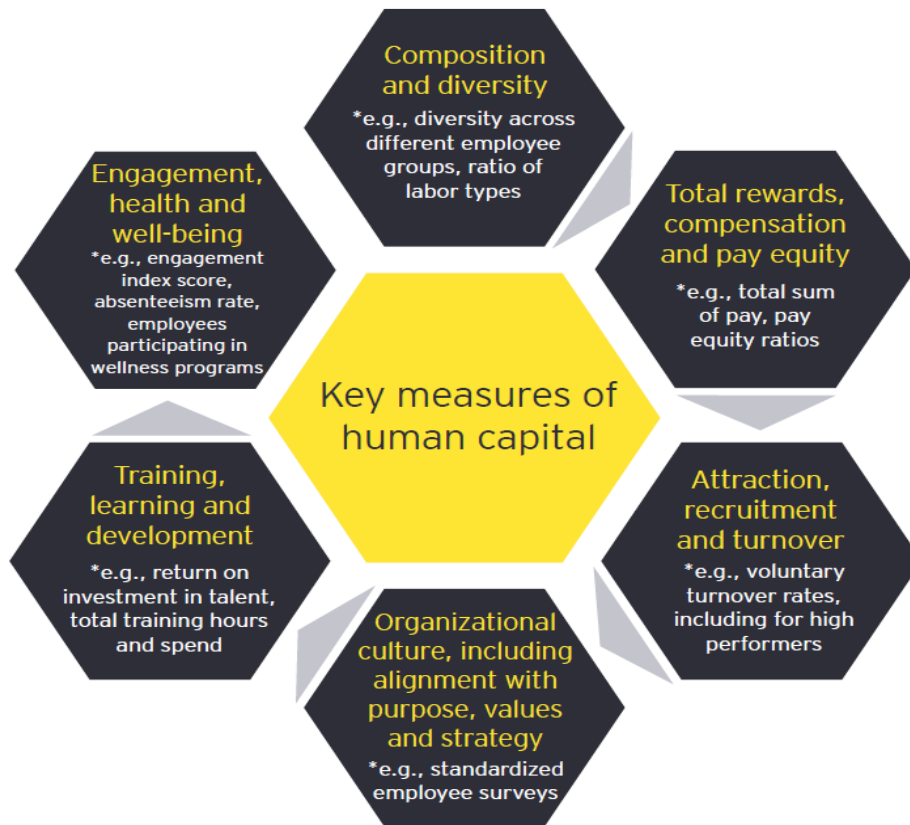 Composition
and diversity
*e.g., diversity across
different employee
groups, ratio of
labor types
Total rewards,
compensation
and pay equity
*e.g., total sum
of pay, pay
equity ratios
Attraction,
recruitment
and turnover
*e.g., voluntary
turnover rates,
including for high
performers
Organizational
culture, including
alignment with
purpose, values
and strategy
*e.g., standardized
employee surveys
Training,
learning and
development
*e.g., return on
investment in talent,
total training hours
and spend
Engagement,
health and
well-being
*e.g., engagement
index score,
absenteeism rate,
employees
participating in
wellness programs
Key measures of
human capital